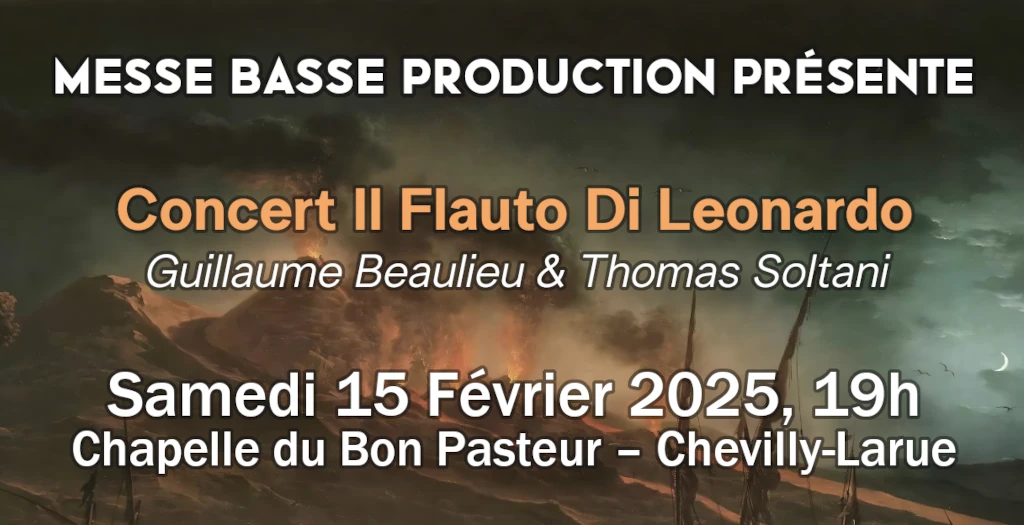 MESSE BASSE PRODUCTION PRÉSENTE
Concert Il Flauto Di Leonardo
Guillaume Beaulieu & Thomas Soltani
Samedi 15 Février 2025, 19h
Chapelle du Bon Pasteur – Chevilly-Larue